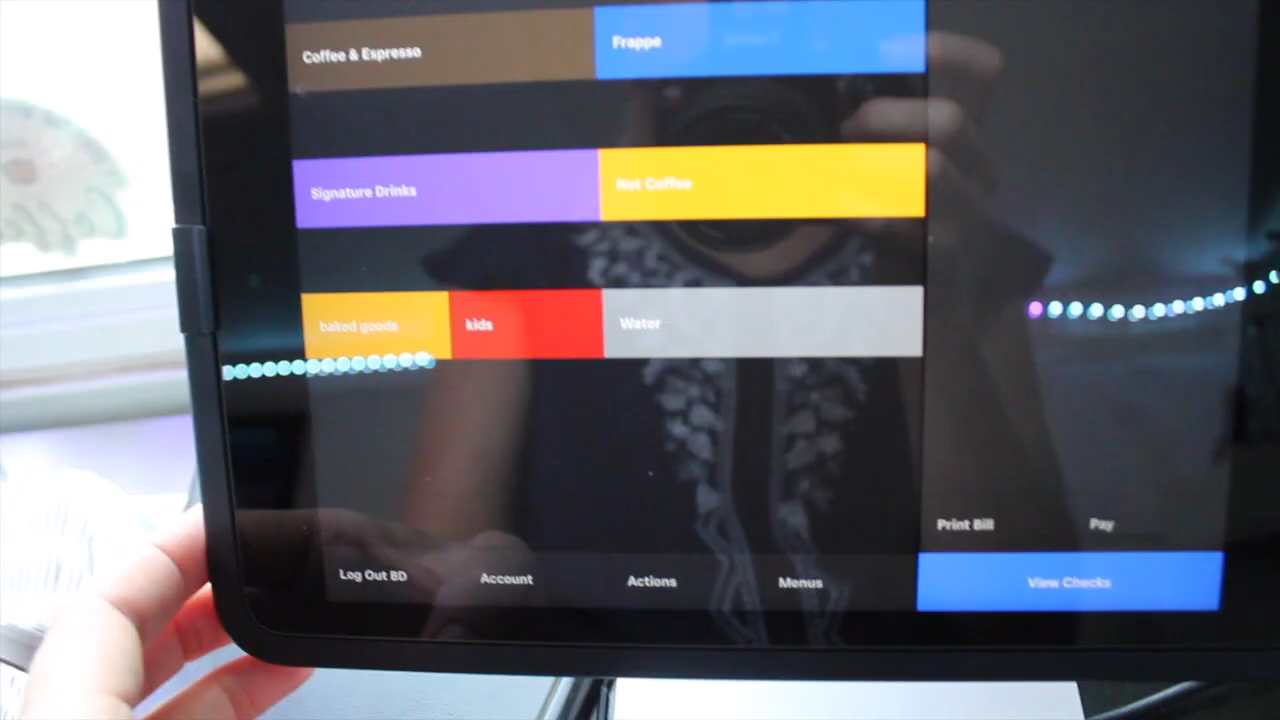 Coffee & Espresso
Frappe
Signature Drinks
Not Coffee
baked goods
kids
Water
Print Bill
Pay
Log Out BD
Account
Actions
Menus
View Checks